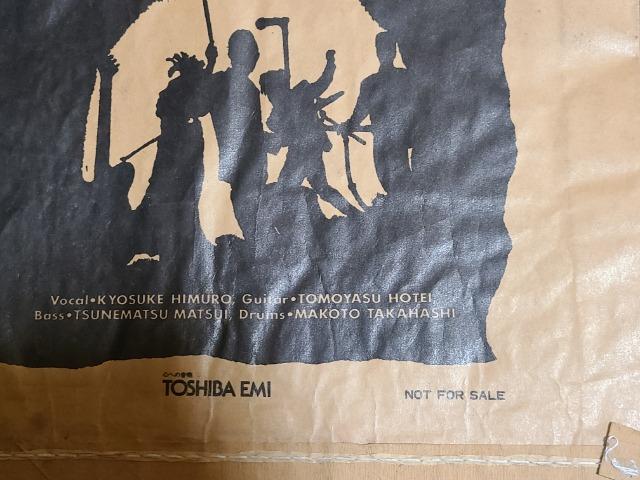 Vocal•KYOSUKE HIMURO, Guitar•TOMOYASU HOTEI
Bass•TSUNEMATSU MATSUI, Drums•MAKOTO TAKAHASHI
TOSHIBA EMI
NOT FOR SALE